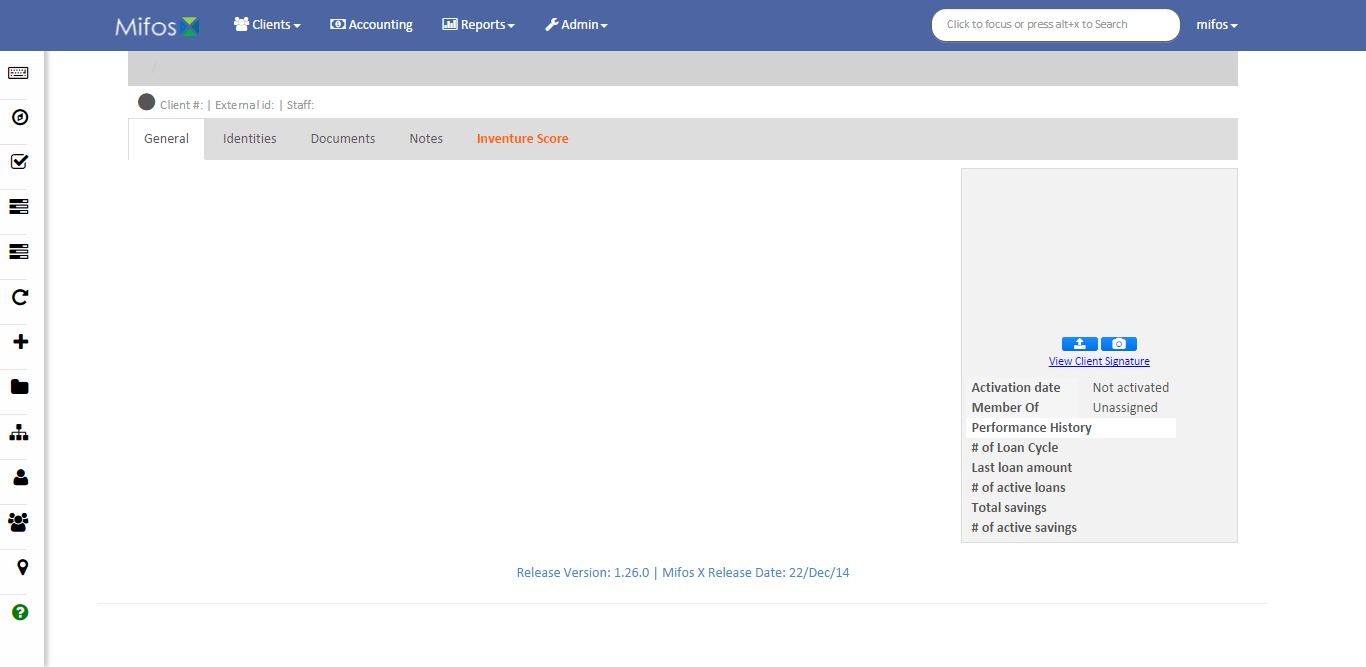 Mifos X Clients Accounting Reports Admin Click to focus or press alt+x to Search mifos
/
Client #: | External id: | Staff:
General Identities Documents Notes Inventure Score
View Client Signature
Activation date Not activated
Member Of Unassigned
Performance History
# of Loan Cycle
Last loan amount
# of active loans
Total savings
# of active savings
Release Version: 1.26.0 | Mifos X Release Date: 22/Dec/14